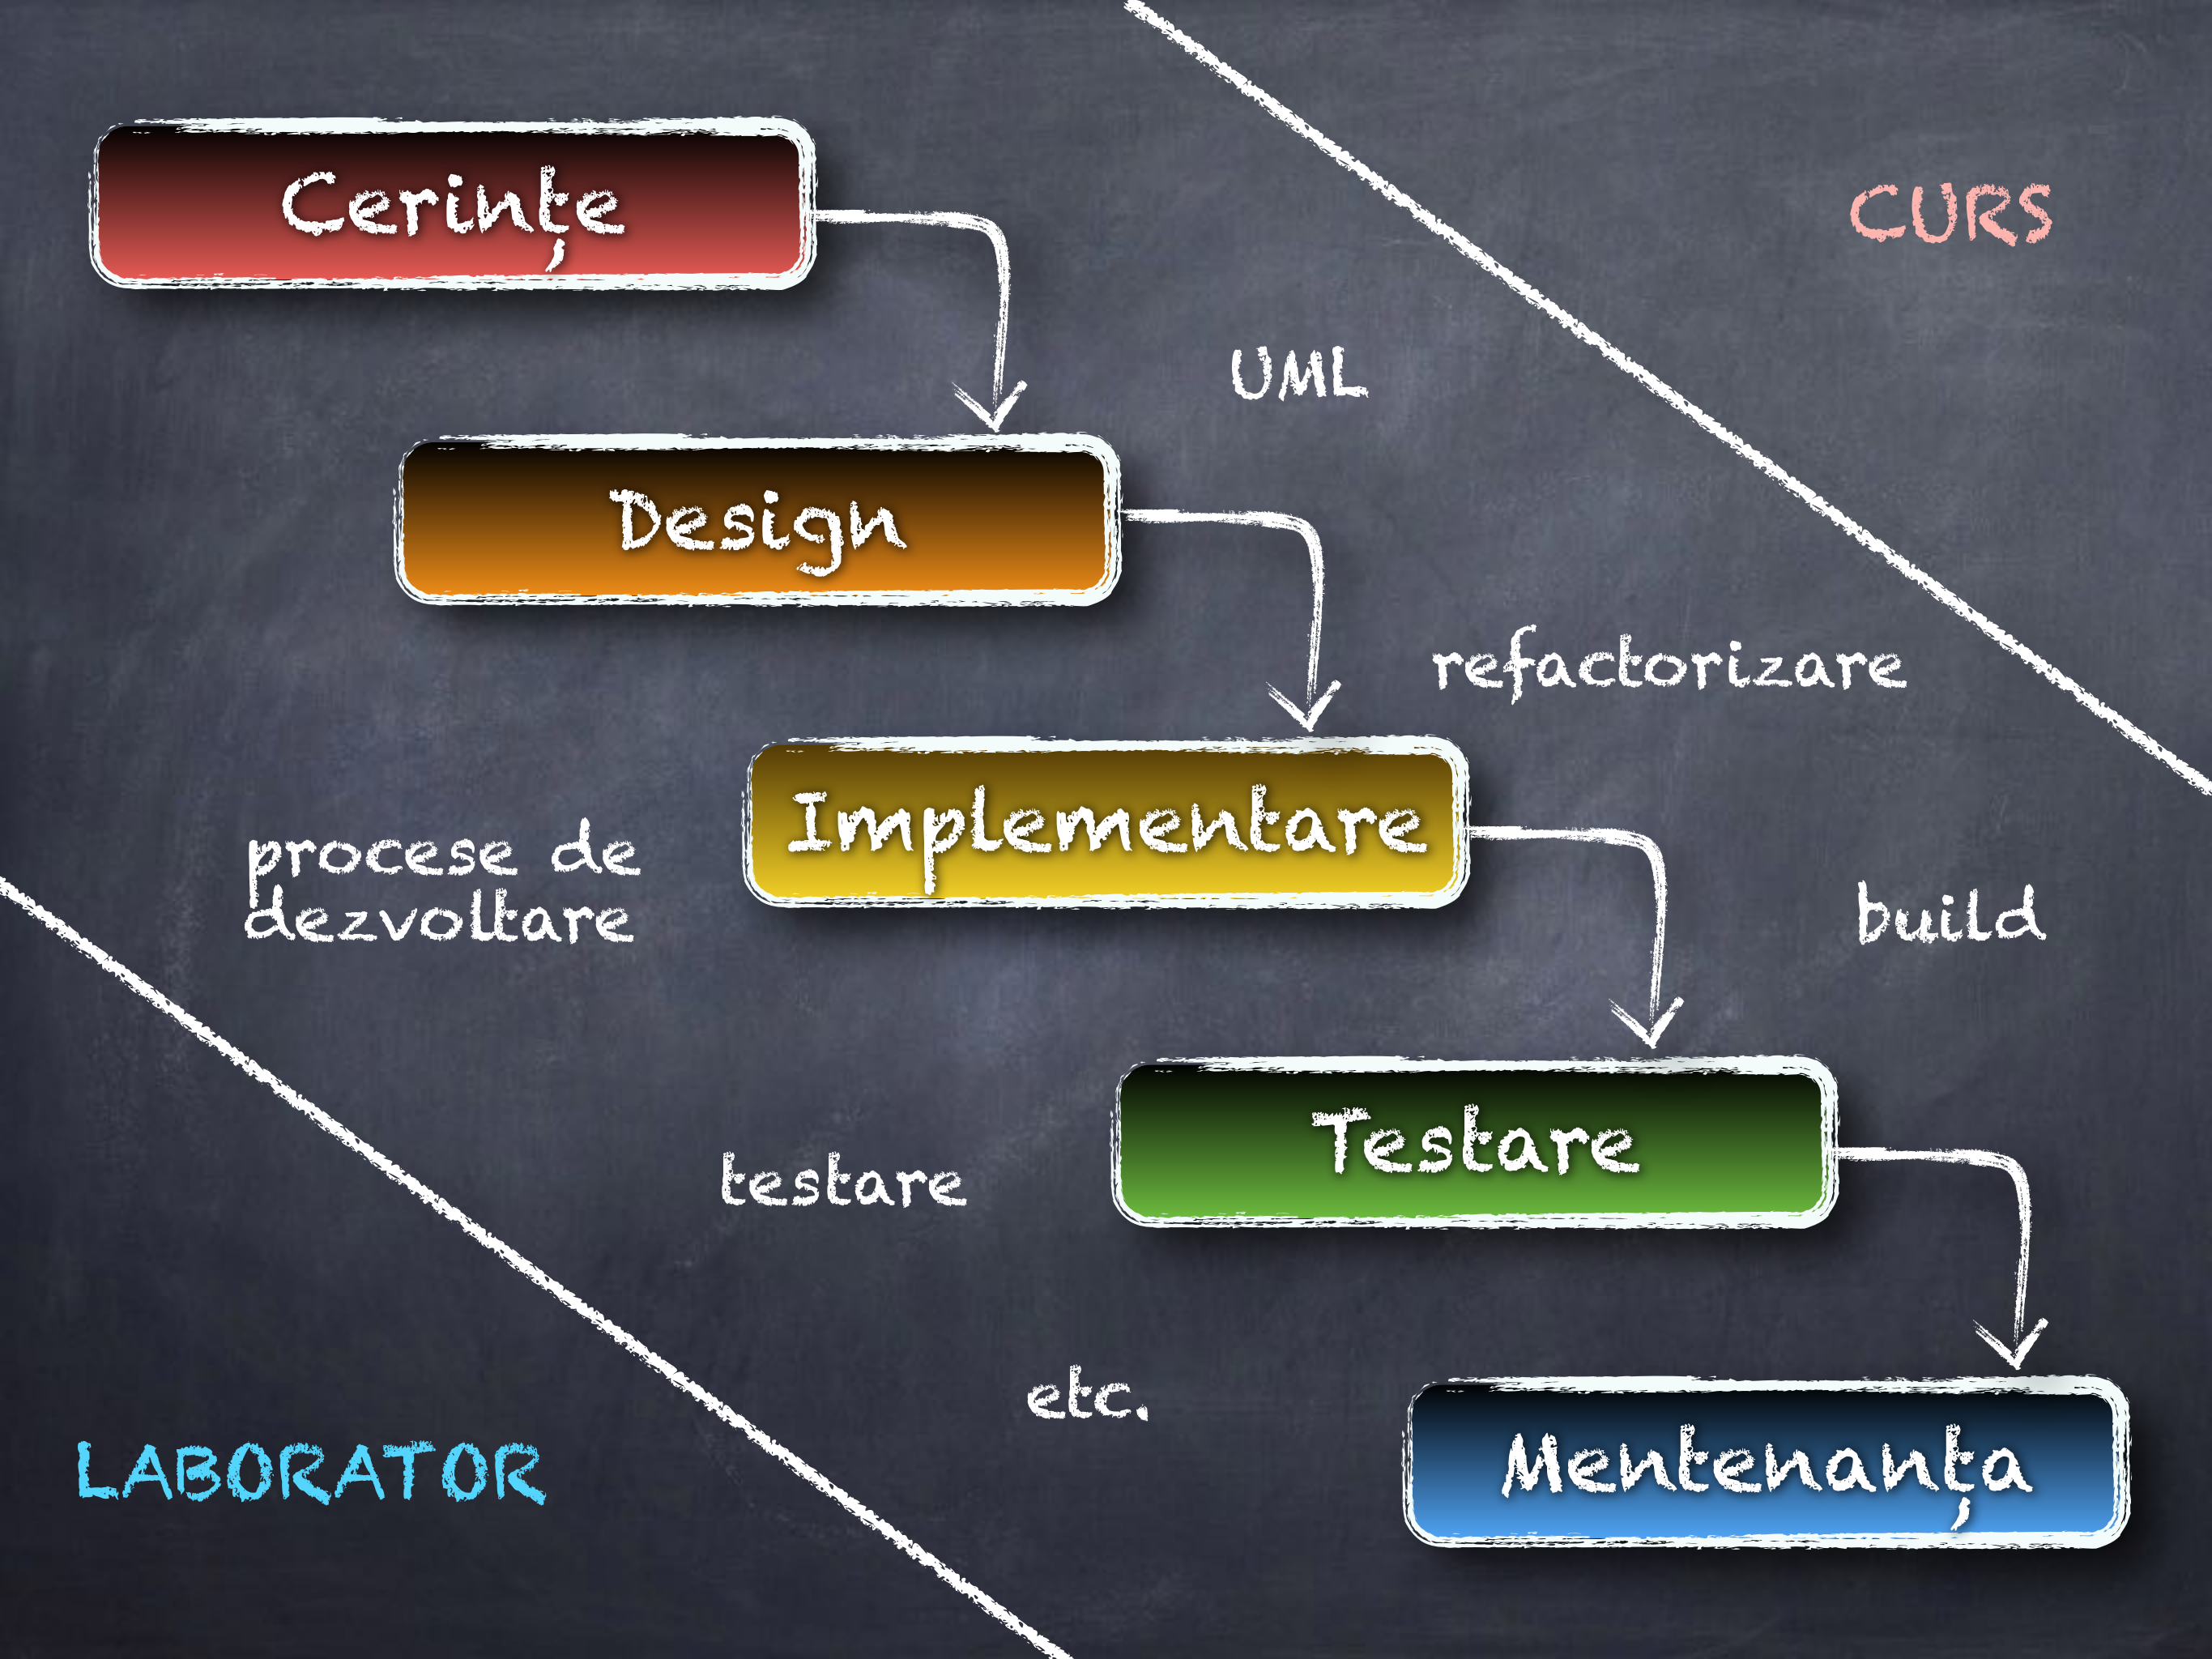 Cerințe
CURS
UML
Design
refactorizare
Implementare
procese de
dezvoltare
build
Testare
testare
etc.
Mentenanța
LABORATOR